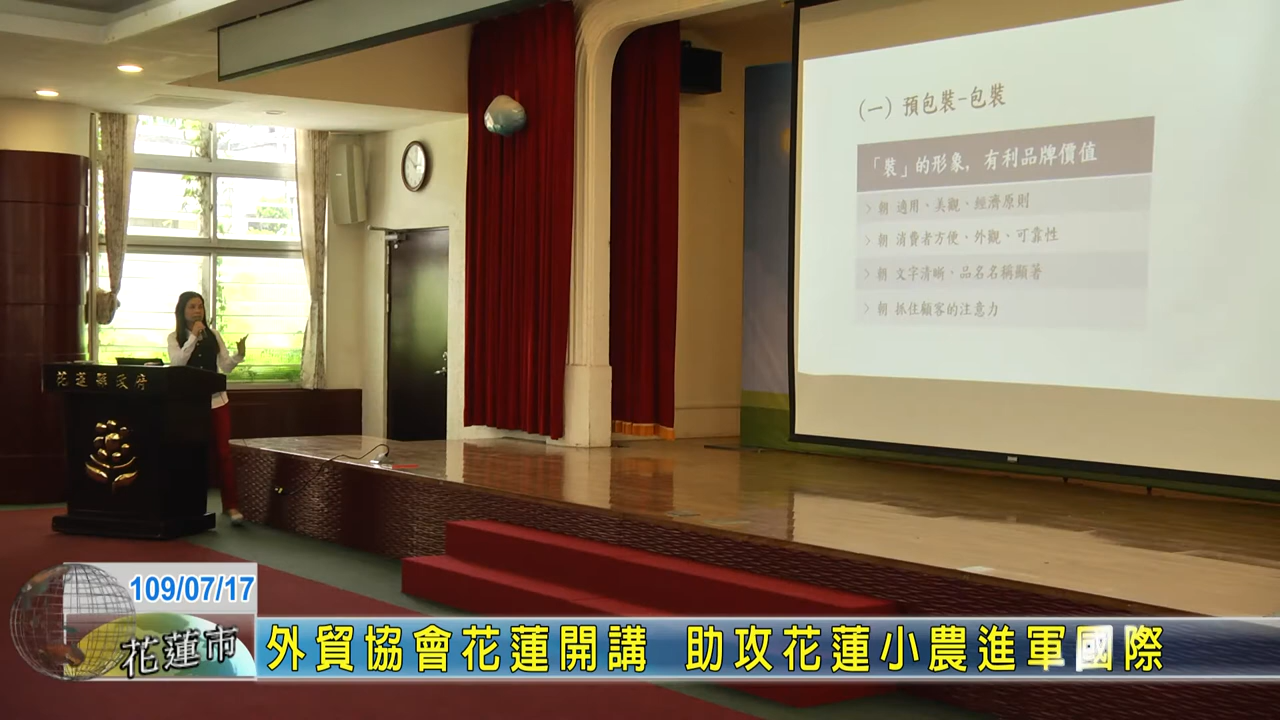 (一) 預包裝-包裝
「裝」的形象, 有利品牌價值
> 朝 適用、美觀、經濟原則
> 朝 消費者方便、外觀、可靠性
> 朝 文字清晰、品名名稱顯著
> 朝 抓住顧客的注意力
花蓮縣政府
109/07/17
花蓮市
外貿協會花蓮開講 助攻花蓮小農進軍國際